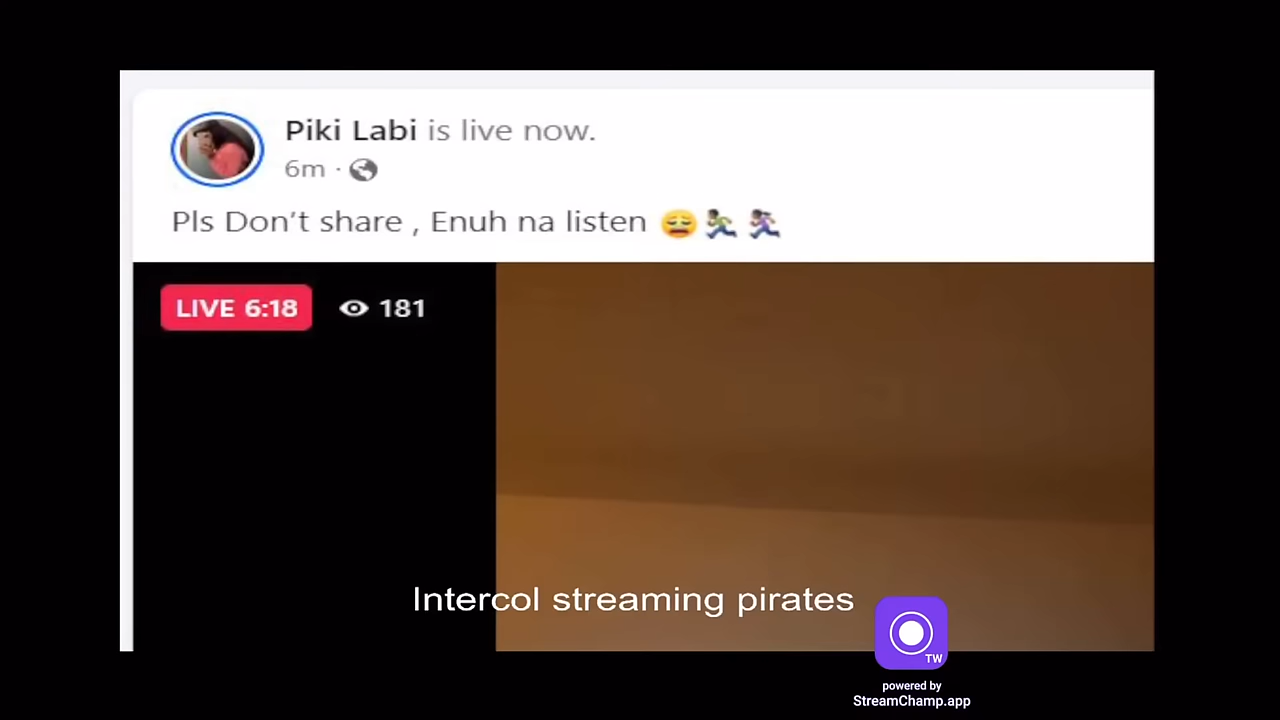 Piki Labi is live now.
6m ·
Pls Don't share , Enuh na listen 😩🏃🏃
LIVE 6:18 181
Intercol streaming pirates
TW
powered by
StreamChamp.app